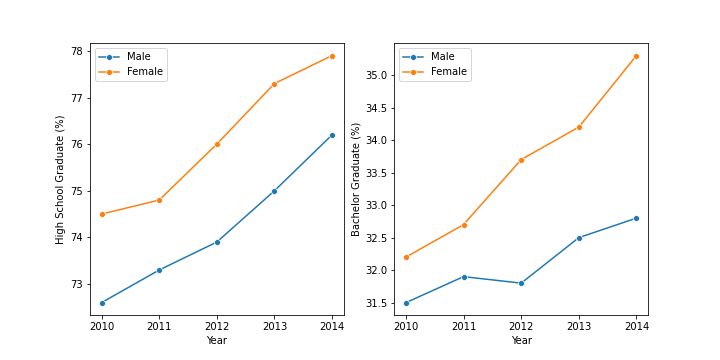 Male
Female
78
77
76
75
74
73
High School Graduate (%)
2010 2011 2012 2013 2014
Year
Male
Female
35.0
34.5
34.0
33.5
33.0
32.5
32.0
31.5
Bachelor Graduate (%)
2010 2011 2012 2013 2014
Year